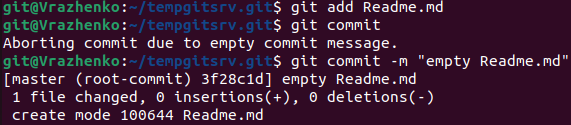 git@Vrazhenko:~/tempgitsrv.git$ git add Readme.md
git@Vrazhenko:~/tempgitsrv.git$ git commit
Aborting commit due to empty commit message.
git@Vrazhenko:~/tempgitsrv.git$ git commit -m "empty Readme.md"
[master (root-commit) 3f28c1d] empty Readme.md
 1 file changed, 0 insertions(+), 0 deletions(-)
 create mode 100644 Readme.md